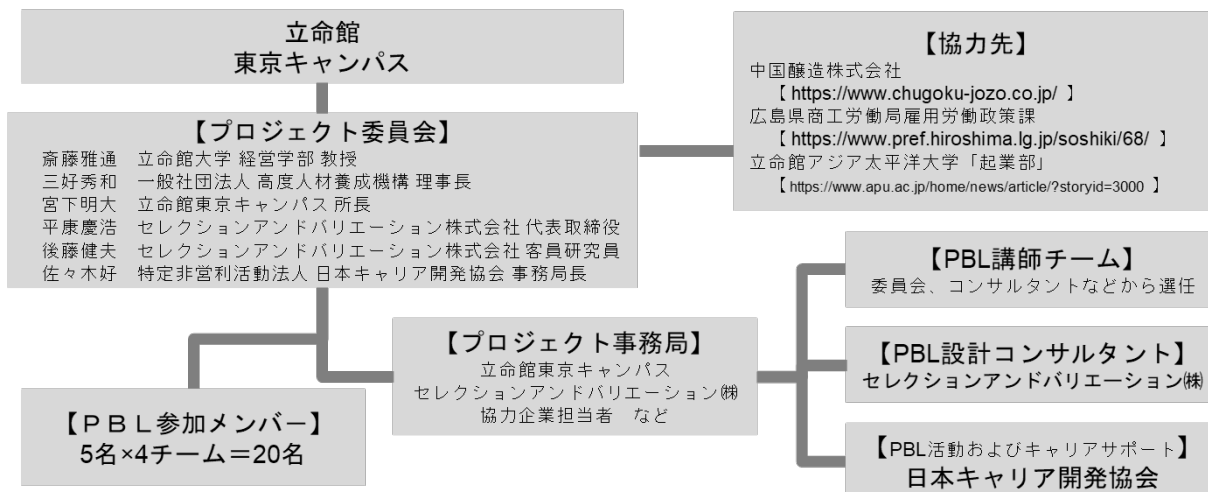 立命館
東京キャンパス
【プロジェクト委員会】
斎藤雅通 立命館大学 経営学部 教授
三好秀和 一般社団法人 高度人材養成機構 理事長
宮下明大 立命館東京キャンパス 所長
平康慶浩 セレクションアンドバリエーション株式会社 代表取締役
後藤健夫 セレクションアンドバリエーション株式会社 客員研究員
佐々木好 特定非営利活動法人 日本キャリア開発協会 事務局長
【協力先】
中国醸造株式会社
【 https://www.chugoku-jozo.co.jp/ 】
広島県商工労働局雇用労働政策課
【 https://www.pref.hiroshima.lg.jp/soshiki/68/ 】
立命館アジア太平洋大学「起業部」
【 https://www.apu.ac.jp/home/news/article/?storyid=3000 】
【ＰＢＬ参加メンバー】
5名×4チーム＝20名
【プロジェクト事務局】
立命館東京キャンパス
セレクションアンドバリエーション㈱
協力企業担当者 など
【PBL講師チーム】
委員会、コンサルタントなどから選任
【PBL設計コンサルタント】
セレクションアンドバリエーション㈱
【PBL活動およびキャリアサポート】
日本キャリア開発協会